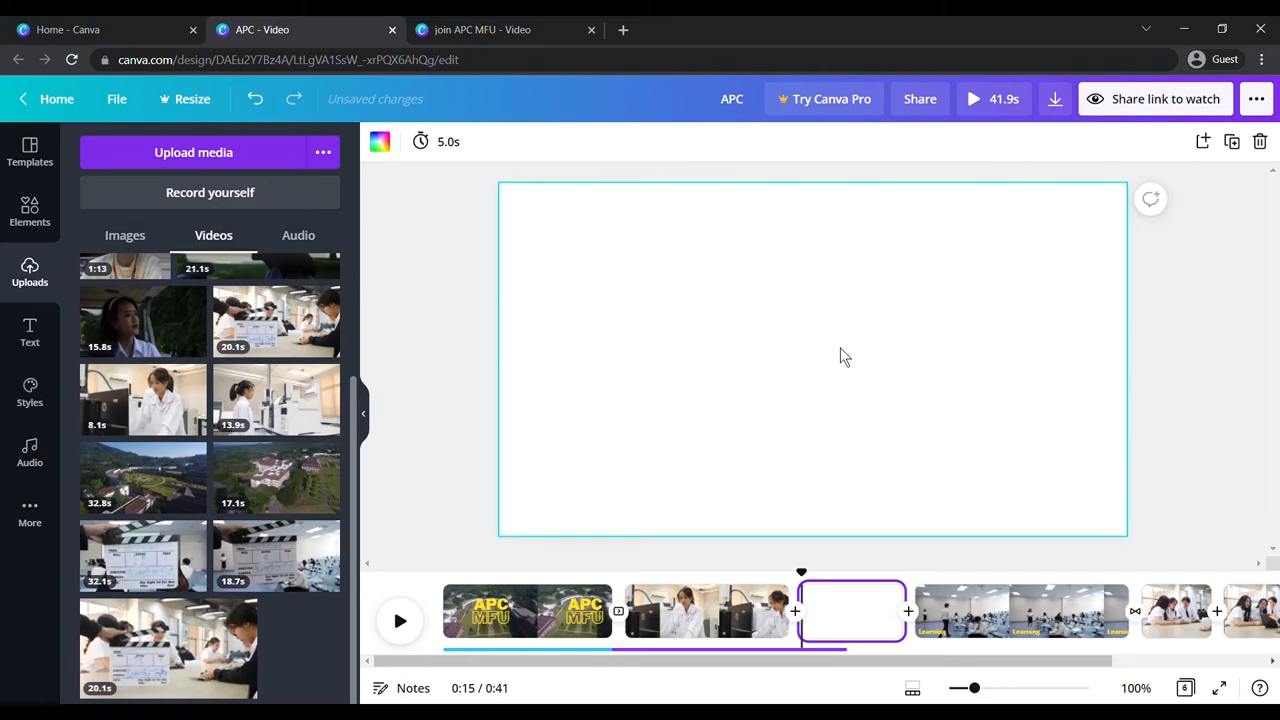 Home - Canva
APC - Video
join APC MFU - Video
canva.com/design/DAEu2Y7Bz4A/LtLgVA1SsW_-xrPQX6AhQg/edit
Guest
Home
File
Resize
Unsaved changes
APC
Try Canva Pro
Share
41.9s
Share link to watch
Templates
Elements
Uploads
Text
Styles
Audio
More
Upload media
Record yourself
Images
Videos
Audio
1:13
21.1s
15.8s
20.1s
8.1s
13.9s
32.8s
17.1s
32.1s
18.7s
20.1s
5.0s
APC
MFU
APC
MFU
Learning
Learning
Notes
0:15 / 0:41
100%
6